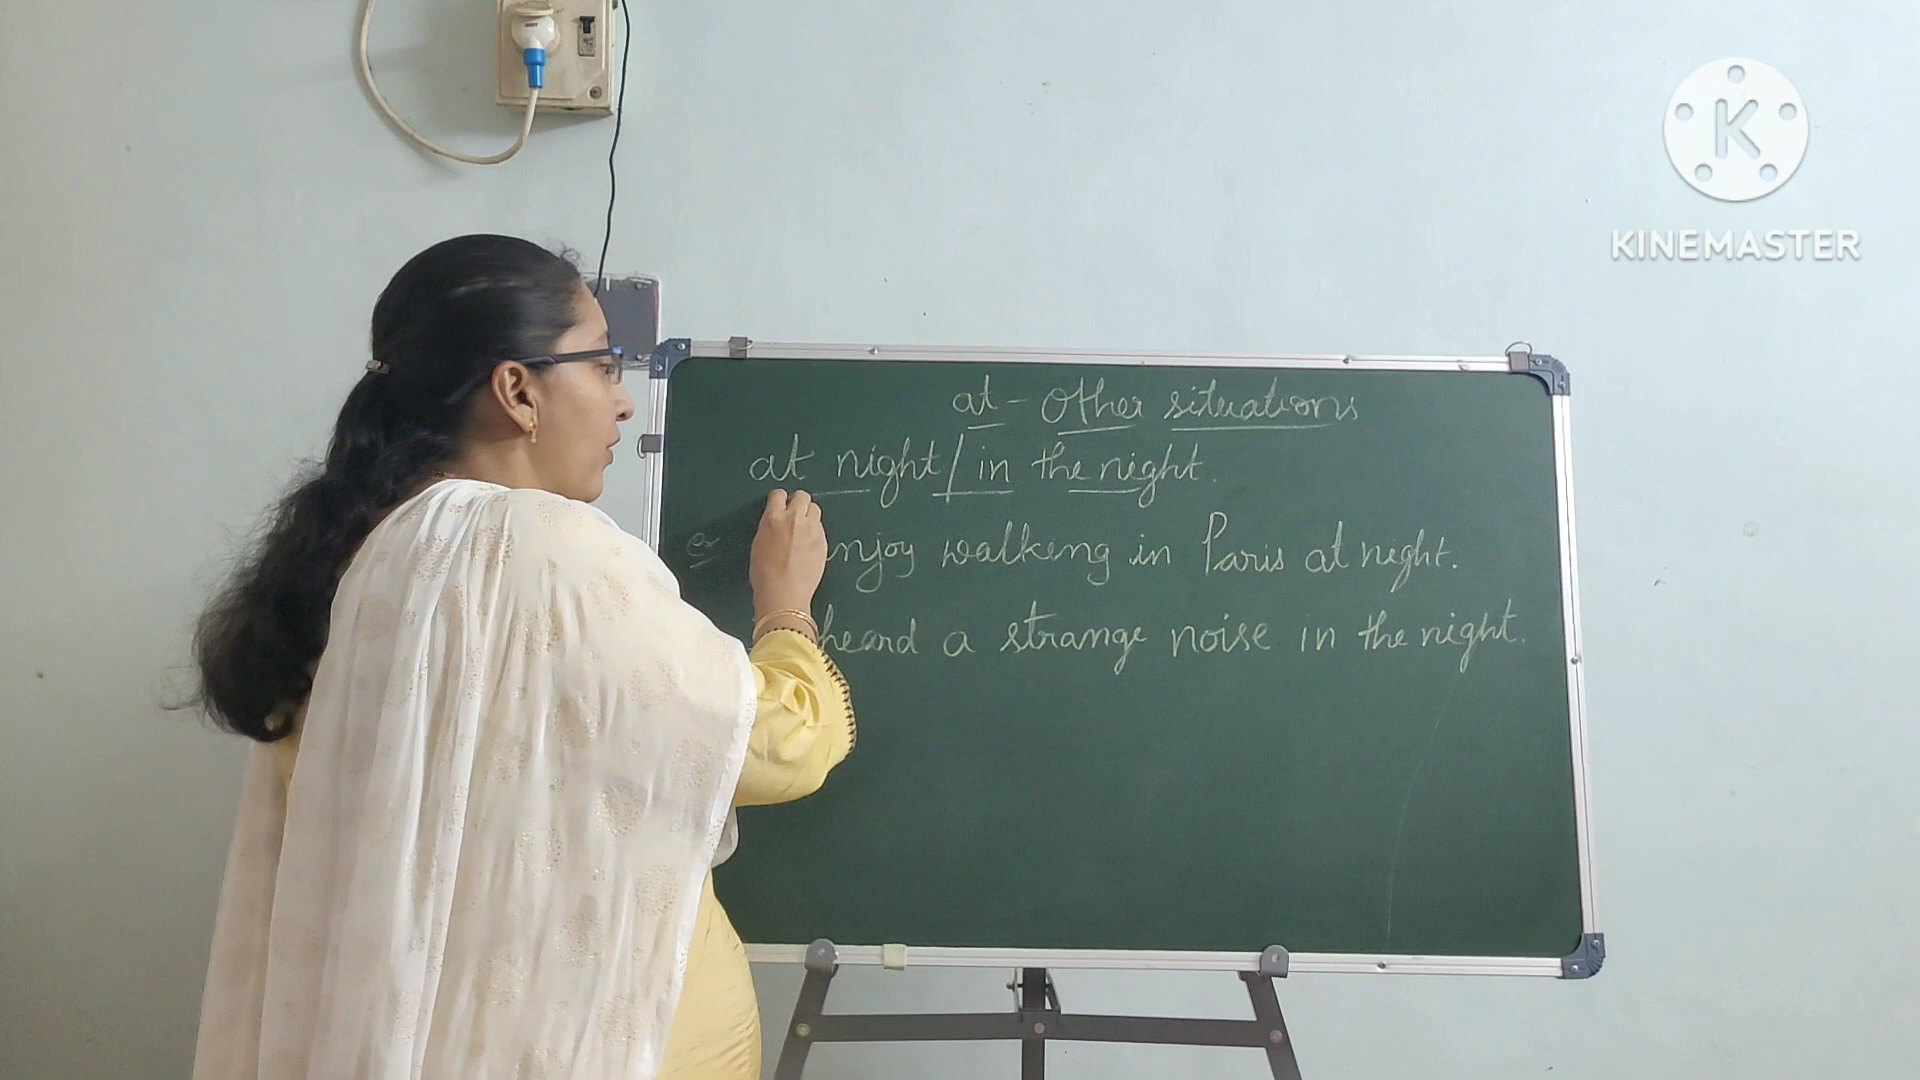 KINEMASTER
at - Other situations
at night / in the night.
ex enjoy walking in Paris at night.
heard a strange noise in the night.